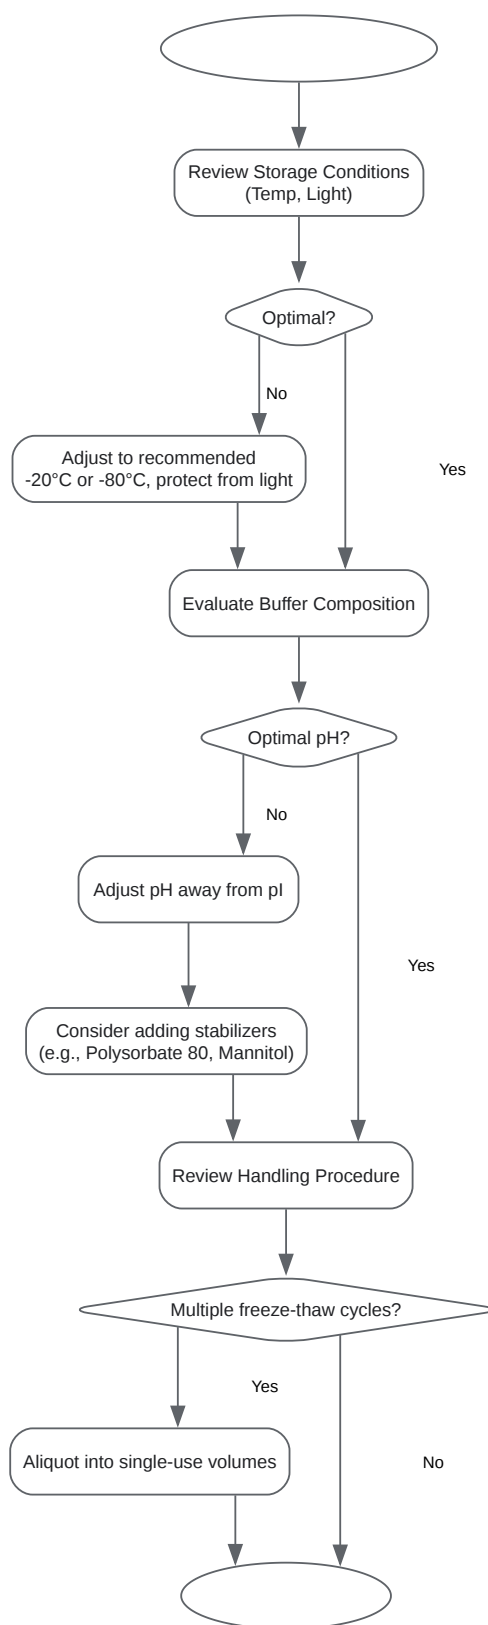 Review Storage Conditions
(Temp, Light)
Optimal?
No
Adjust to recommended
-20°C or -80°C, protect from light
Yes
Evaluate Buffer Composition
Optimal pH?
No
Adjust pH away from pI
Yes
Consider adding stabilizers
(e.g., Polysorbate 80, Mannitol)
Review Handling Procedure
Multiple freeze-thaw cycles?
Yes
Aliquot into single-use volumes
No